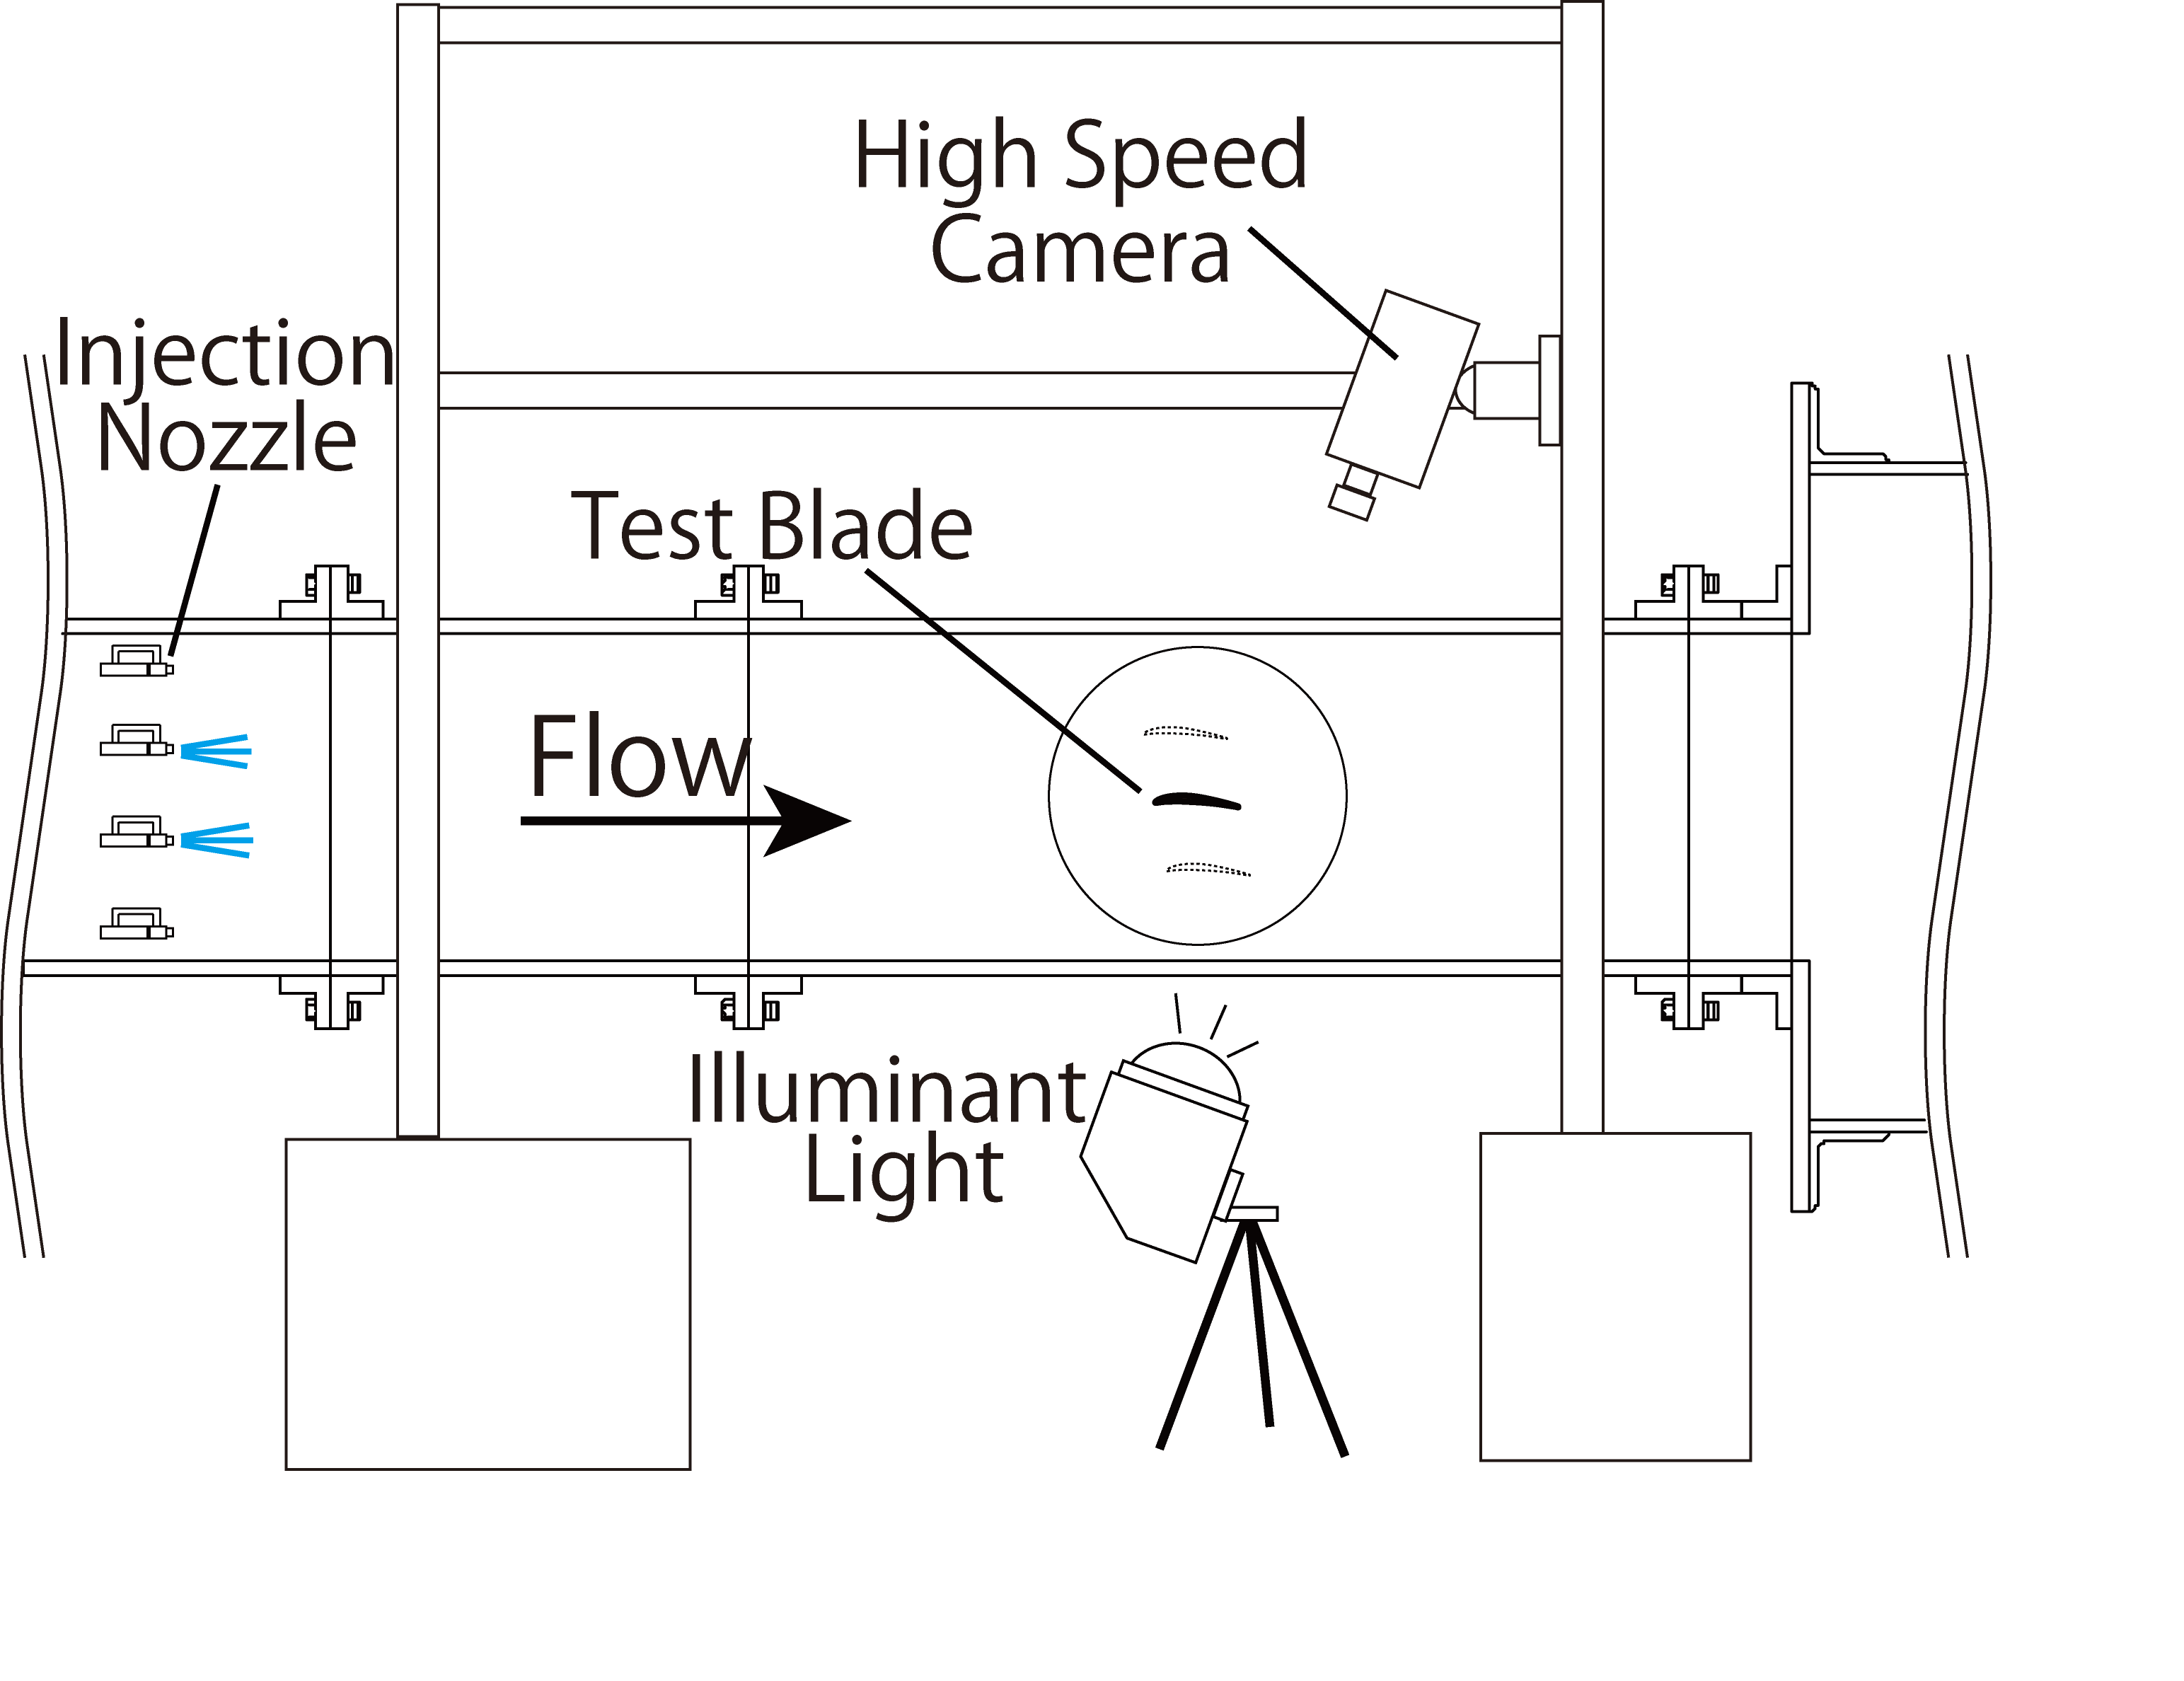 High Speed
Camera
Injection
Nozzle
Test Blade
Flow
Illuminant
Light